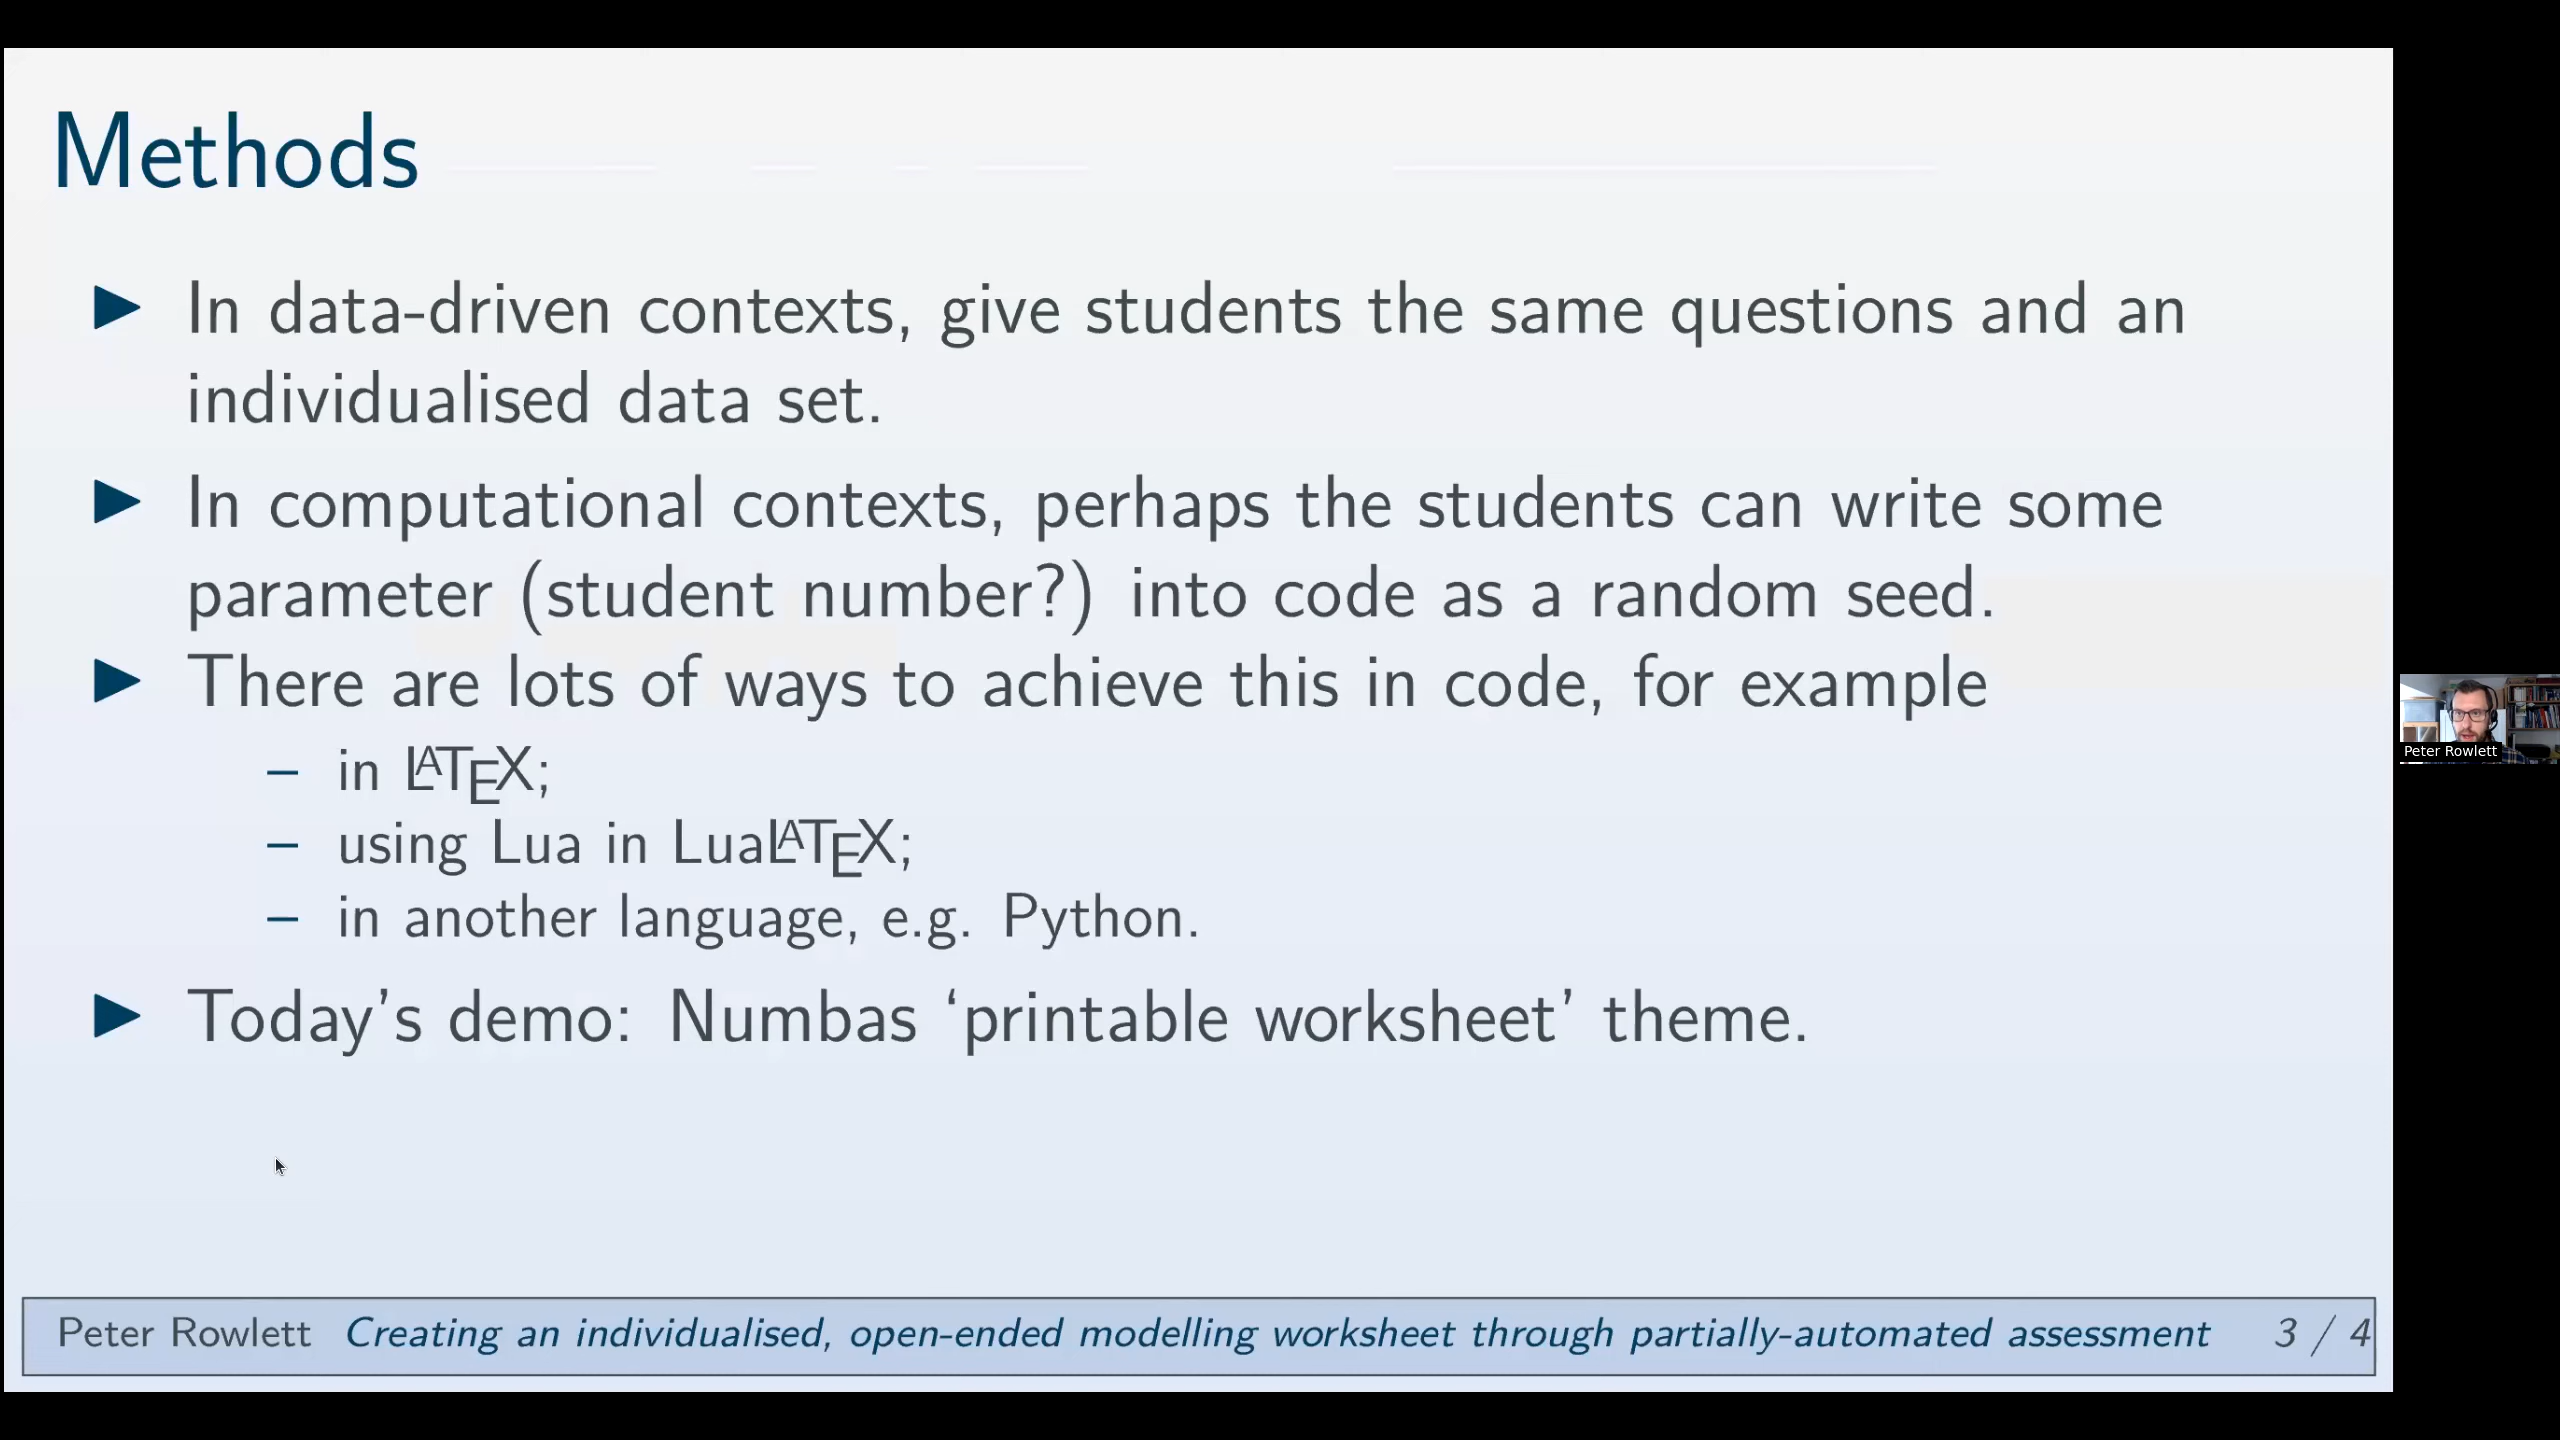 Methods
▶ In data-driven contexts, give students the same questions and an
individualised data set.
▶ In computational contexts, perhaps the students can write some
parameter (student number?) into code as a random seed.
▶ There are lots of ways to achieve this in code, for example
– in LATEX;
– using Lua in LuaLATEX;
– in another language, e.g. Python.
▶ Today's demo: Numbas ‘printable worksheet’ theme.
Peter Rowlett
Peter Rowlett Creating an individualised, open-ended modelling worksheet through partially-automated assessment 3 / 4